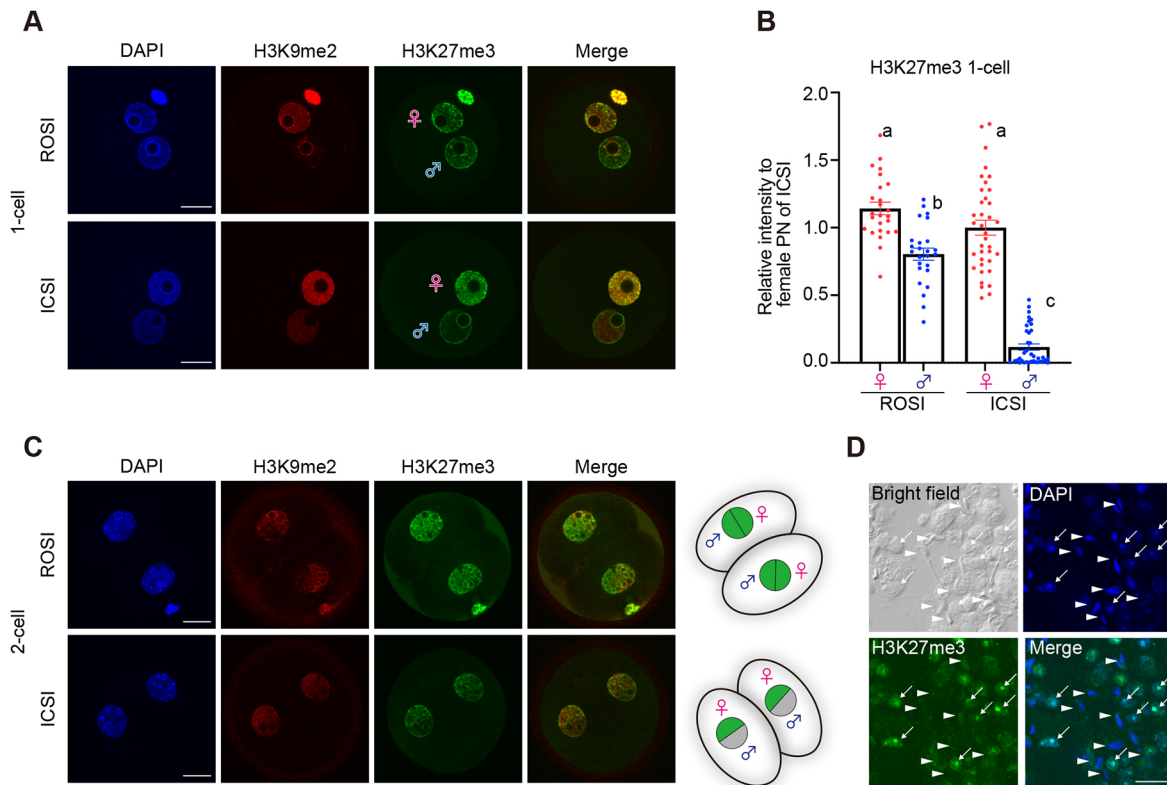 A
DAPI
H3K9me2
H3K27me3
Merge
1-cell
ROSI
♀
♂
ICSI
♀
♂
B
H3K27me3 1-cell
Relative intensity to
female PN of ICSI
2.0
1.5
1.0
0.5
0.0
a
b
a
c
♀
♂
♀
♂
ROSI
ICSI
C
DAPI
H3K9me2
H3K27me3
Merge
2-cell
ROSI
♀
♂
♂
♀
ICSI
♀
♀
♂
♂
D
Bright field
DAPI
H3K27me3
Merge